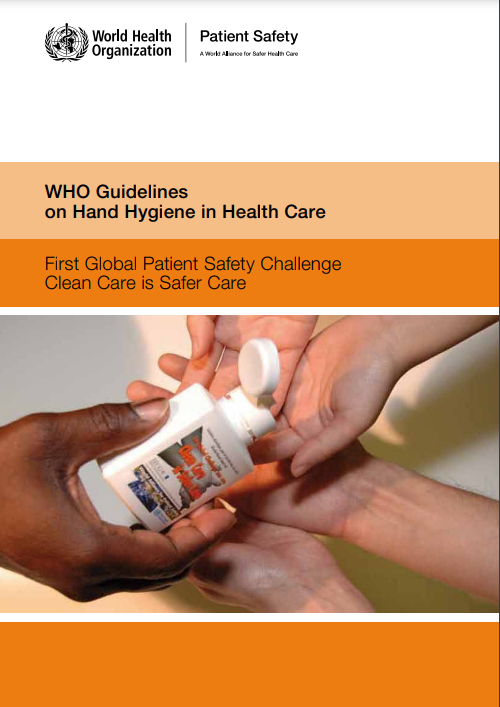 World Health
Organization
Patient Safety
A World Alliance for Safer Health Care
WHO Guidelines
on Hand Hygiene in Health Care
First Global Patient Safety Challenge
Clean Care is Safer Care